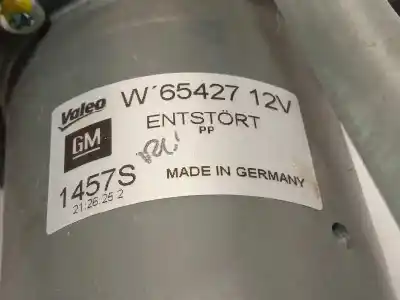 Valeo
W´65427 12V
GM
ENTSTÖRT
PP
1457S
21:26:25 2
MADE IN GERMANY